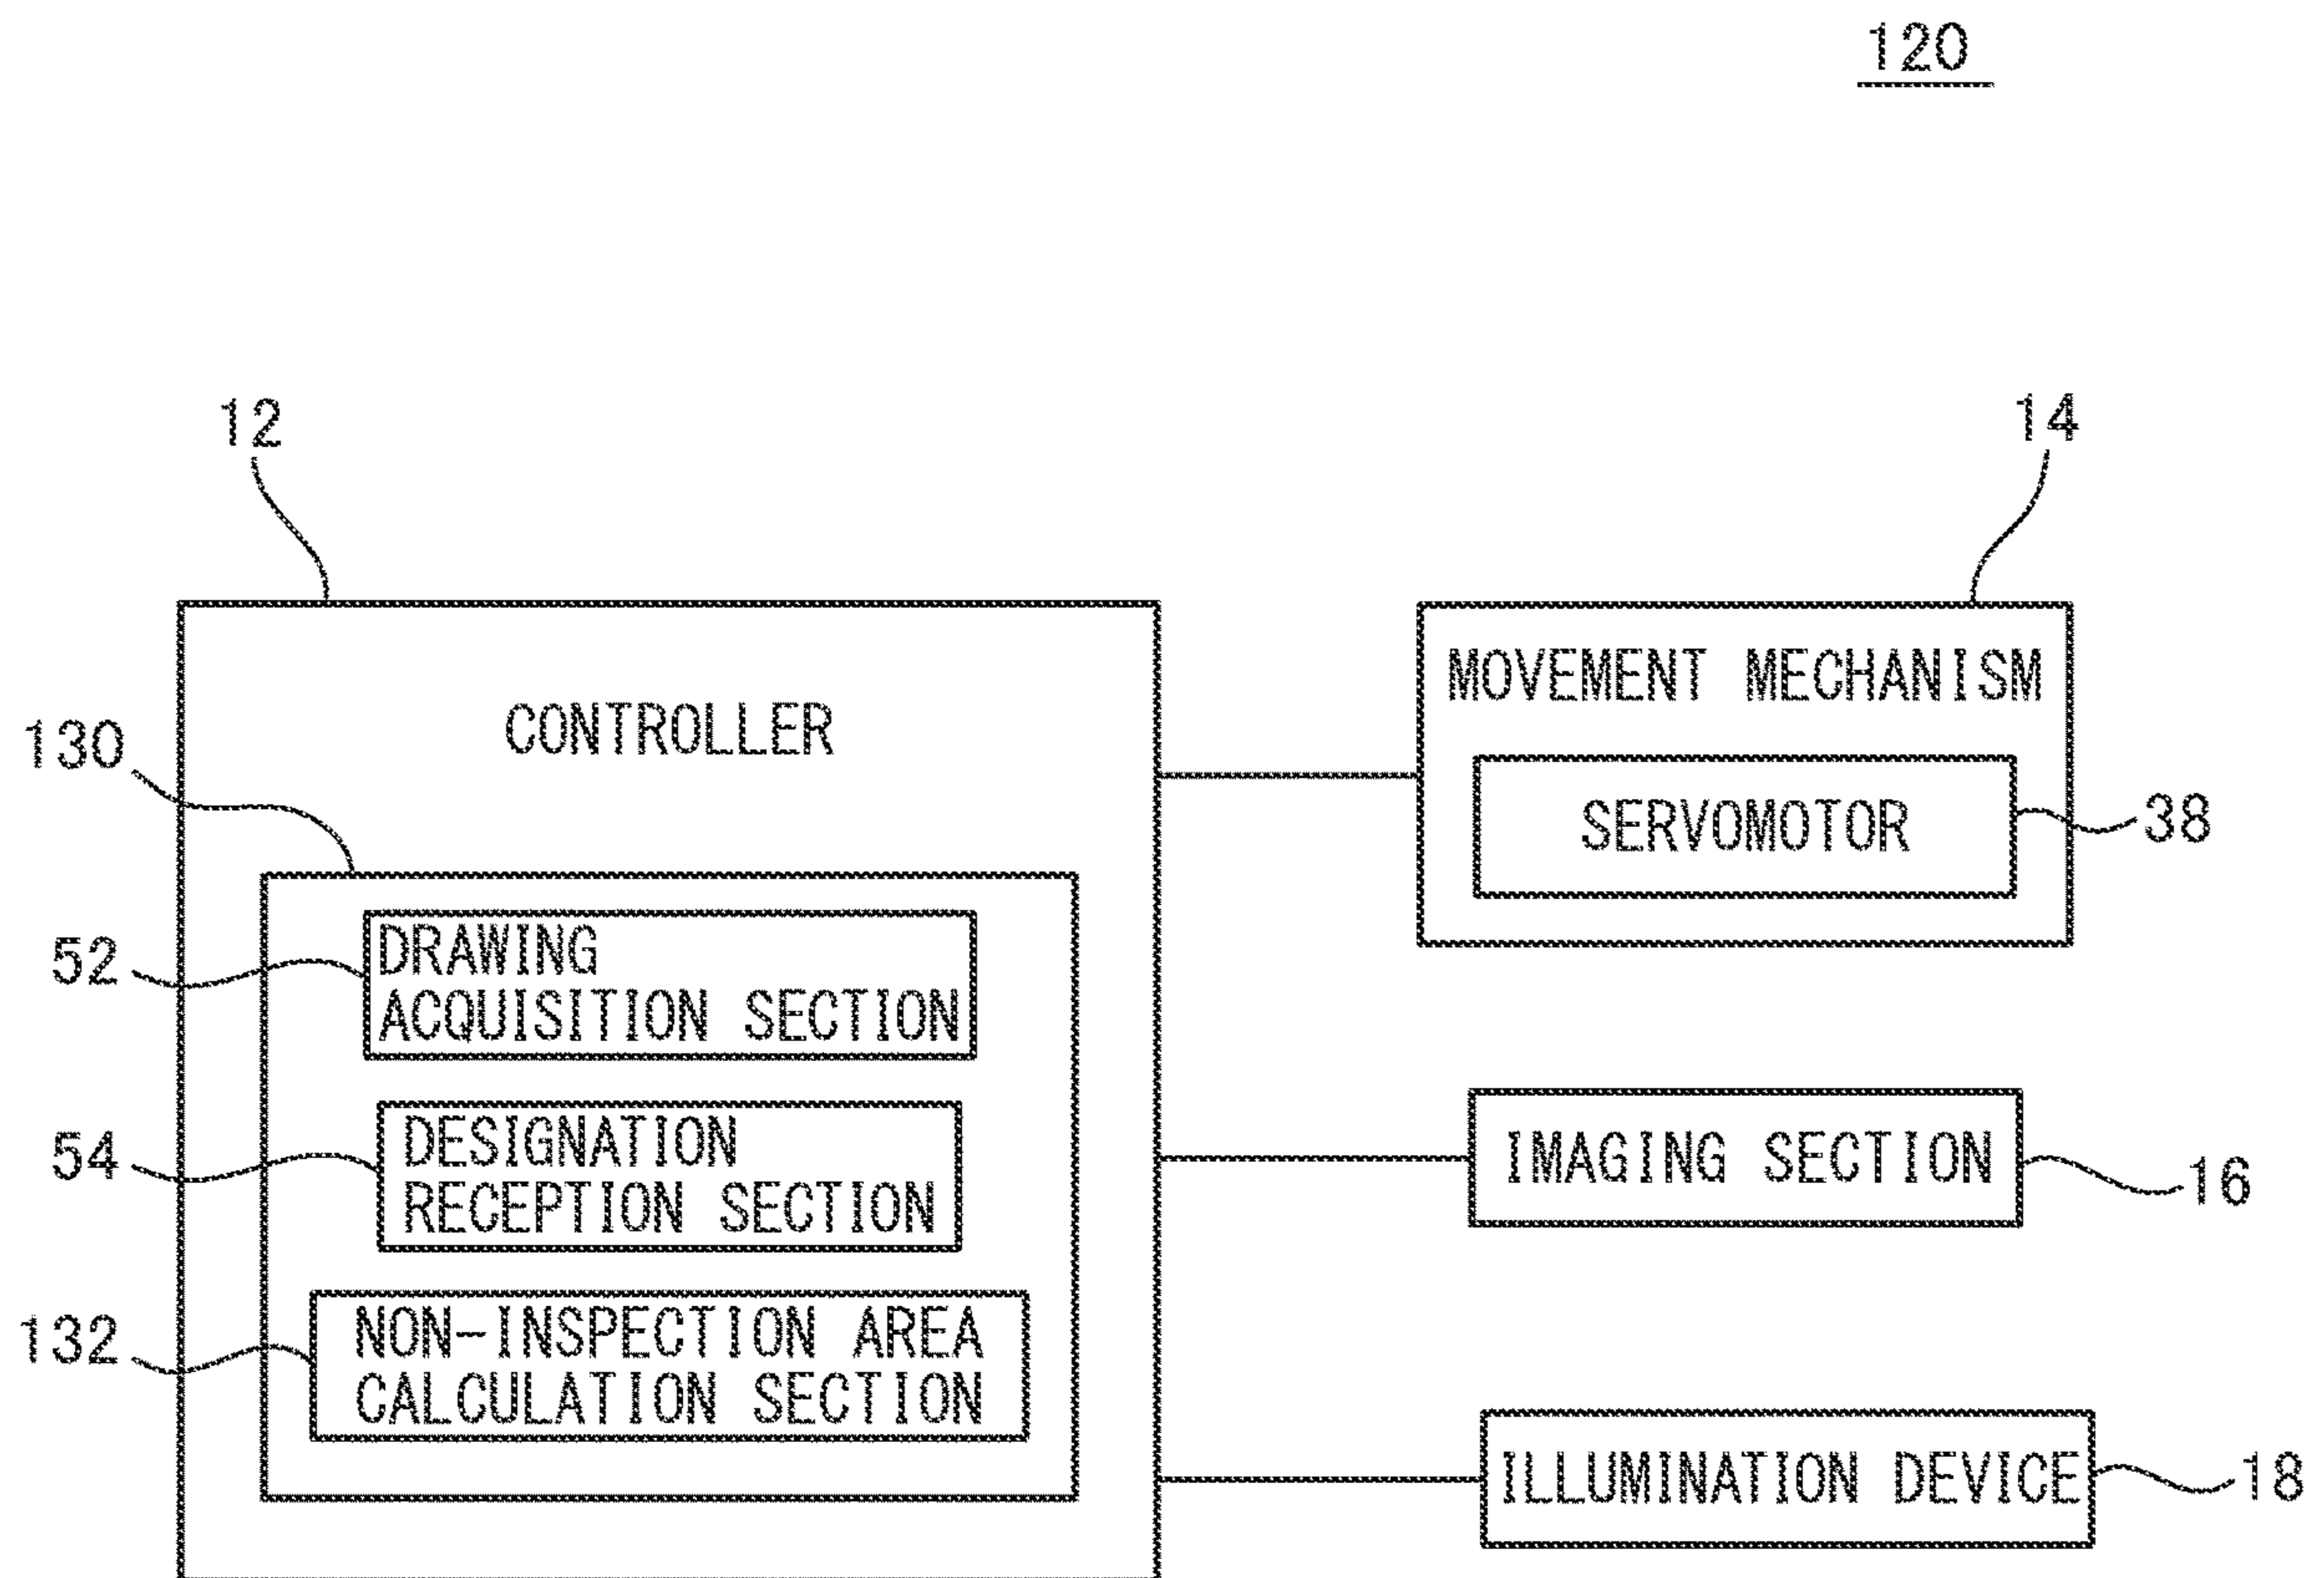 120
12
14
CONTROLLER
MOVEMENT MECHANISM
130
SERVOMOTOR
38
52
DRAWING
ACQUISITION SECTION
54
DESIGNATION
RECEPTION SECTION
IMAGING SECTION
16
132
NON-INSPECTION AREA
CALCULATION SECTION
ILLUMINATION DEVICE
18